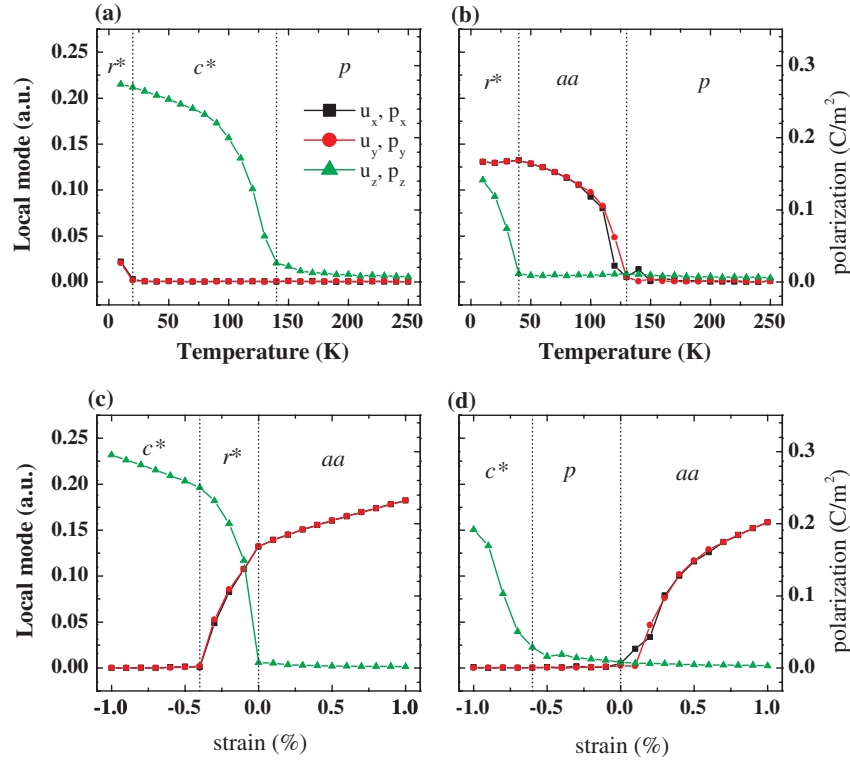 (a)
(b)
0.25
0.20
0.15
0.10
0.05
0.00
Local mode (a.u.)
r*
c*
p
u_x, p_x
u_y, p_y
u_z, p_z
0
50
100
150
200
250
Temperature (K)
r*
aa
p
0.3
0.2
0.1
0.0
polarization (C/m²)
0
50
100
150
200
250
Temperature (K)
(c)
(d)
0.25
0.20
0.15
0.10
0.05
0.00
Local mode (a.u.)
c*
r*
aa
-1.0
-0.5
0.0
0.5
1.0
strain (%)
c*
p
aa
0.3
0.2
0.1
0.0
polarization (C/m²)
-1.0
-0.5
0.0
0.5
1.0
strain (%)